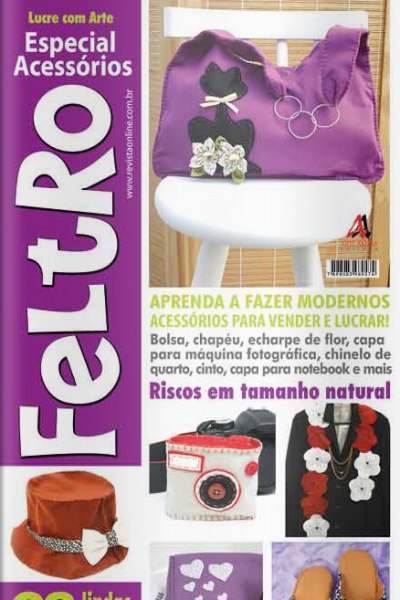 Lucre com Arte
Especial
Acessórios
FeLtRo
www.revistaonline.com.br
APRENDA A FAZER MODERNOS
ACESSÓRIOS PARA VENDER E LUCRAR!
Bolsa, chapéu, echarpe de flor, capa
para máquina fotográfica, chinelo de
quarto, cinto, capa para notebook e mais
Riscos em tamanho natural
lindas